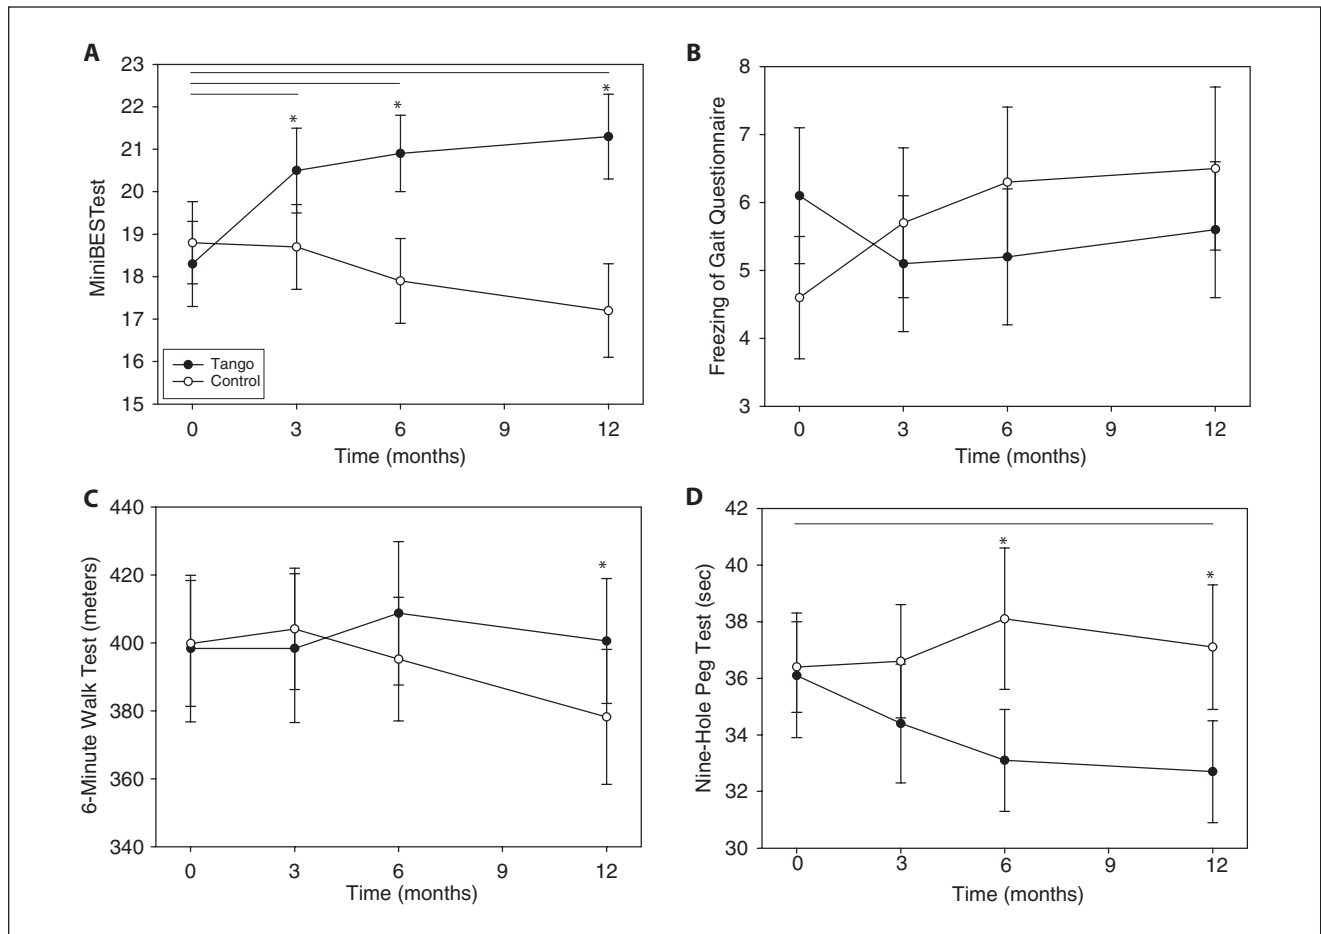 A
MiniBESTest
23
22
21
20
19
18
17
16
15
*
*
*
Tango
Control
0 3 6 9 12
Time (months)
B
Freezing of Gait Questionnaire
8
7
6
5
4
3
0 3 6 9 12
Time (months)
C
6-Minute Walk Test (meters)
440
420
400
380
360
340
*
0 3 6 9 12
Time (months)
D
Nine-Hole Peg Test (sec)
42
40
38
36
34
32
30
*
*
0 3 6 9 12
Time (months)